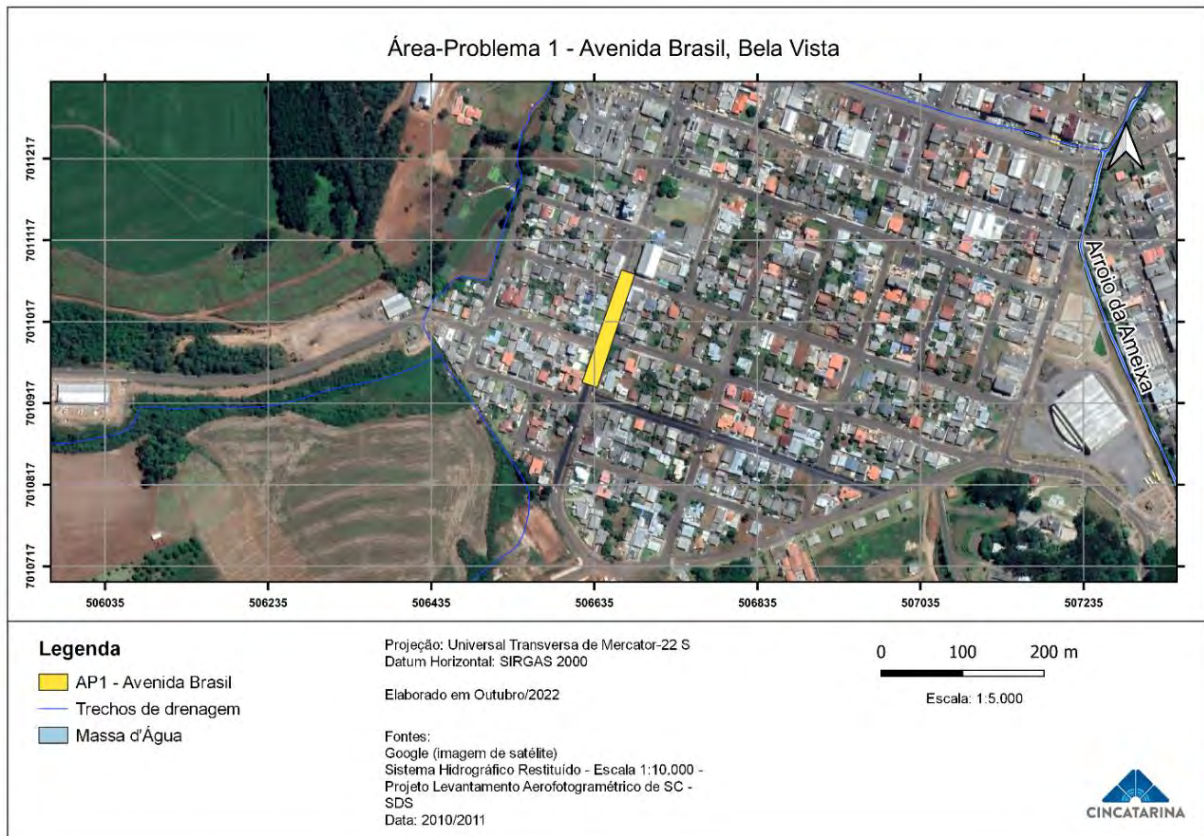 Área-Problema 1 - Avenida Brasil, Bela Vista
7011217
7011117
7011017
7010917
7010817
7010717
Arroio da Ameixa
506035
506235
506435
506635
506835
507035
507235
Legenda
AP1 - Avenida Brasil
Trechos de drenagem
Massa d'Água
Projeção: Universal Transversa de Mercator-22 S
Datum Horizontal: SIRGAS 2000
Elaborado em Outubro/2022
Fontes:
Google (imagem de satélite)
Sistema Hidrográfico Restituído - Escala 1:10.000 -
Projeto Levantamento Aerofotogramétrico de SC -
SDS
Data: 2010/2011
0 100 200 m
Escala: 1:5.000
CINCATARINA